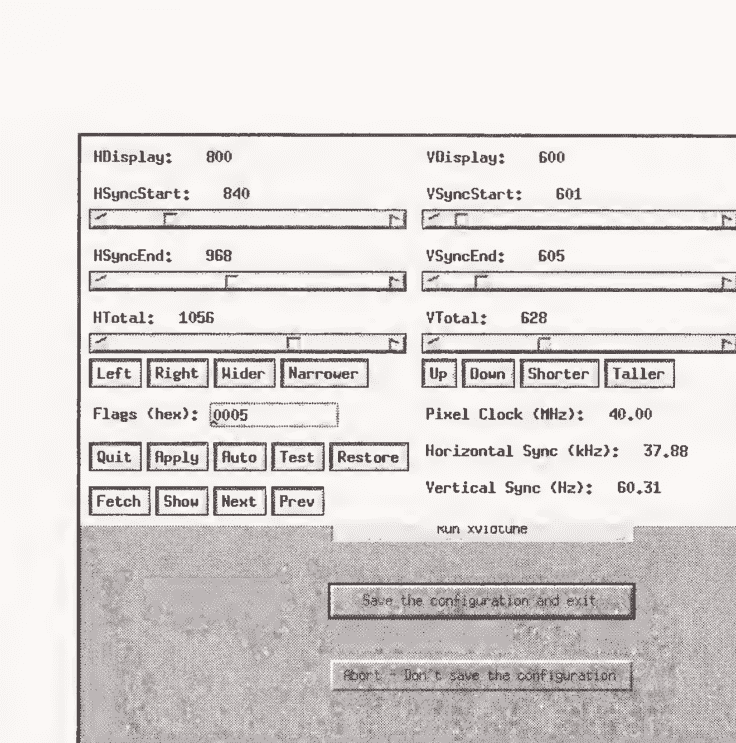 HDisplay: 800
VDisplay: 600
HSyncStart: 840
VSyncStart: 601
HSyncEnd: 968
VSyncEnd: 605
HTotal: 1056
VTotal: 628
Left Right Wider Narrower
Up Down Shorter Taller
Flags (hex): 0005
Pixel Clock (MHz): 40.00
Quit Apply Auto Test Restore
Horizontal Sync (kHz): 37.88
Fetch Show Next Prev
Vertical Sync (Hz): 60.31
Run xvidtune
Save the configuration and exit
Abort - Don't save the configuration